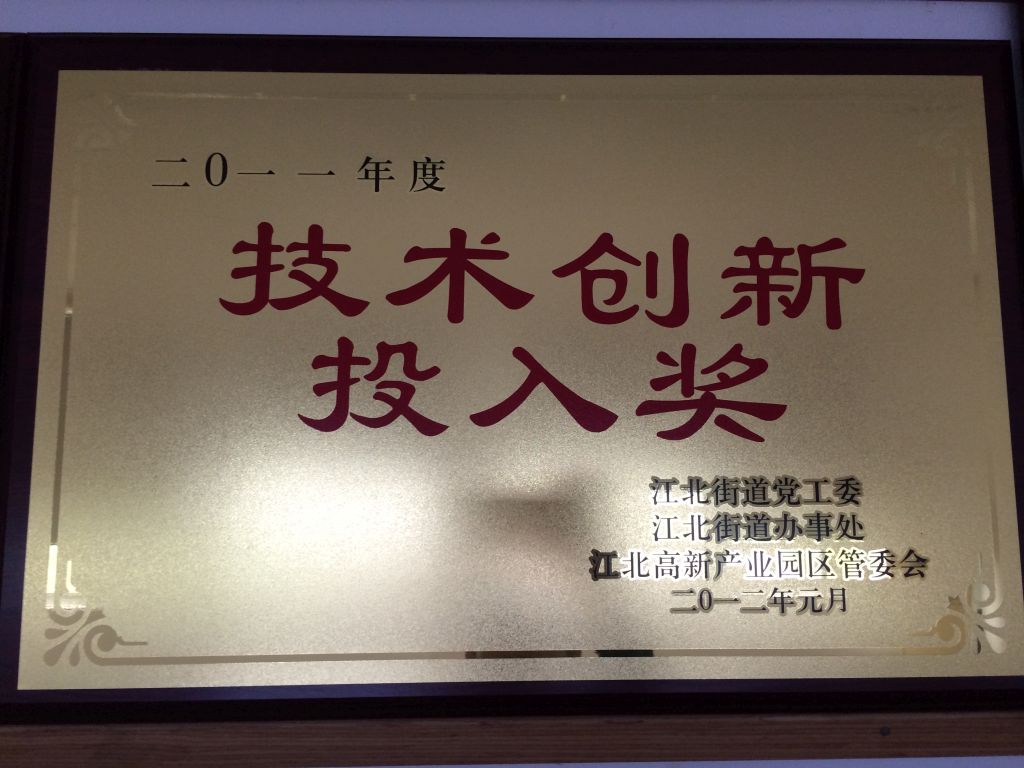 二0一一年度
技术创新
投入奖
江北街道党工委
江北街道办事处
江北高新产业园区管委会
二0一二年元月